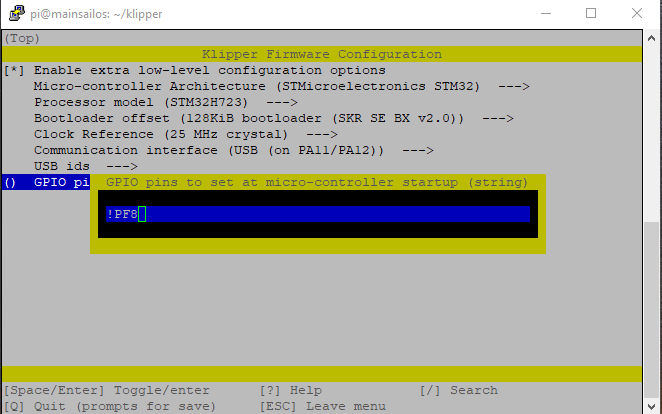 pi@mainsailos: ~/klipper
(Top)
Klipper Firmware Configuration
[*] Enable extra low-level configuration options
Micro-controller Architecture (STMicroelectronics STM32)  --->
Processor model (STM32H723)  --->
Bootloader offset (128KiB bootloader (SKR SE BX v2.0))  --->
Clock Reference (25 MHz crystal)  --->
Communication interface (USB (on PA11/PA12))  --->
USB ids  --->
()  GPIO pi
GPIO pins to set at micro-controller startup (string)
!PF8
[Space/Enter] Toggle/enter [?] Help [/] Search
[Q] Quit (prompts for save) [ESC] Leave menu